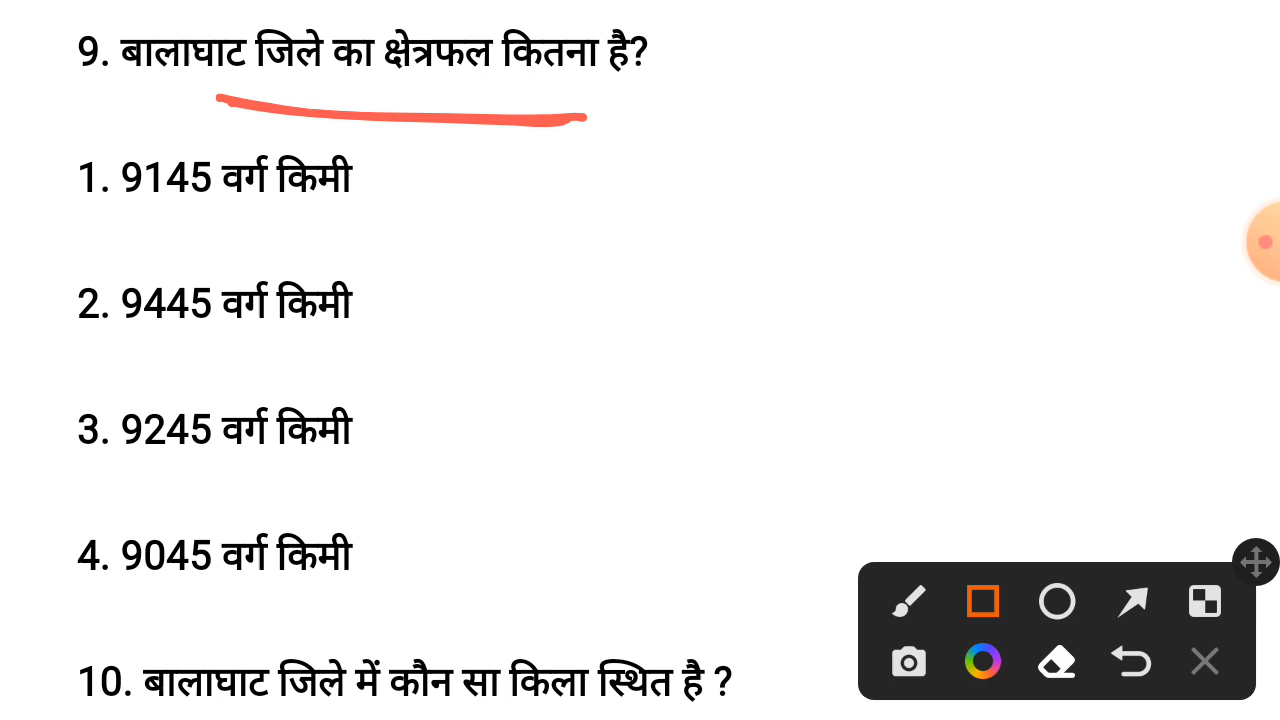 9. बालाघाट जिले का क्षेत्रफल कितना है?
1. 9145 वर्ग किमी
2. 9445 वर्ग किमी
3. 9245 वर्ग किमी
4. 9045 वर्ग किमी
10. बालाघाट जिले में कौन सा किला स्थित है ?